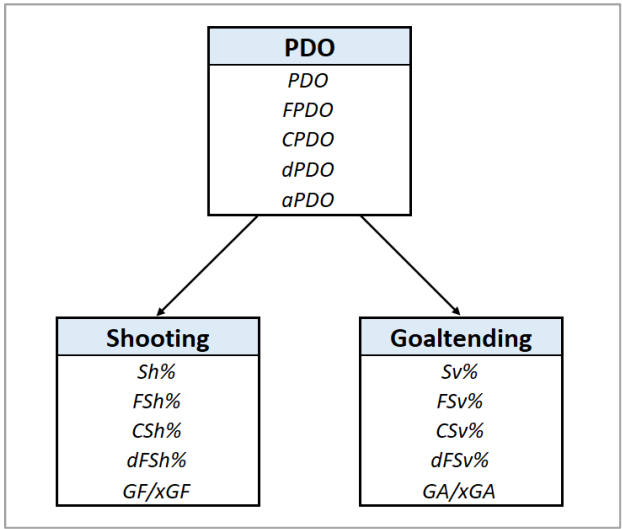 PDO
PDO
FPDO
CPDO
dPDO
aPDO
Shooting
Sh%
FSh%
CSh%
dFSh%
GF/xGF
Goaltending
Sv%
FSv%
CSv%
dFSv%
GA/xGA